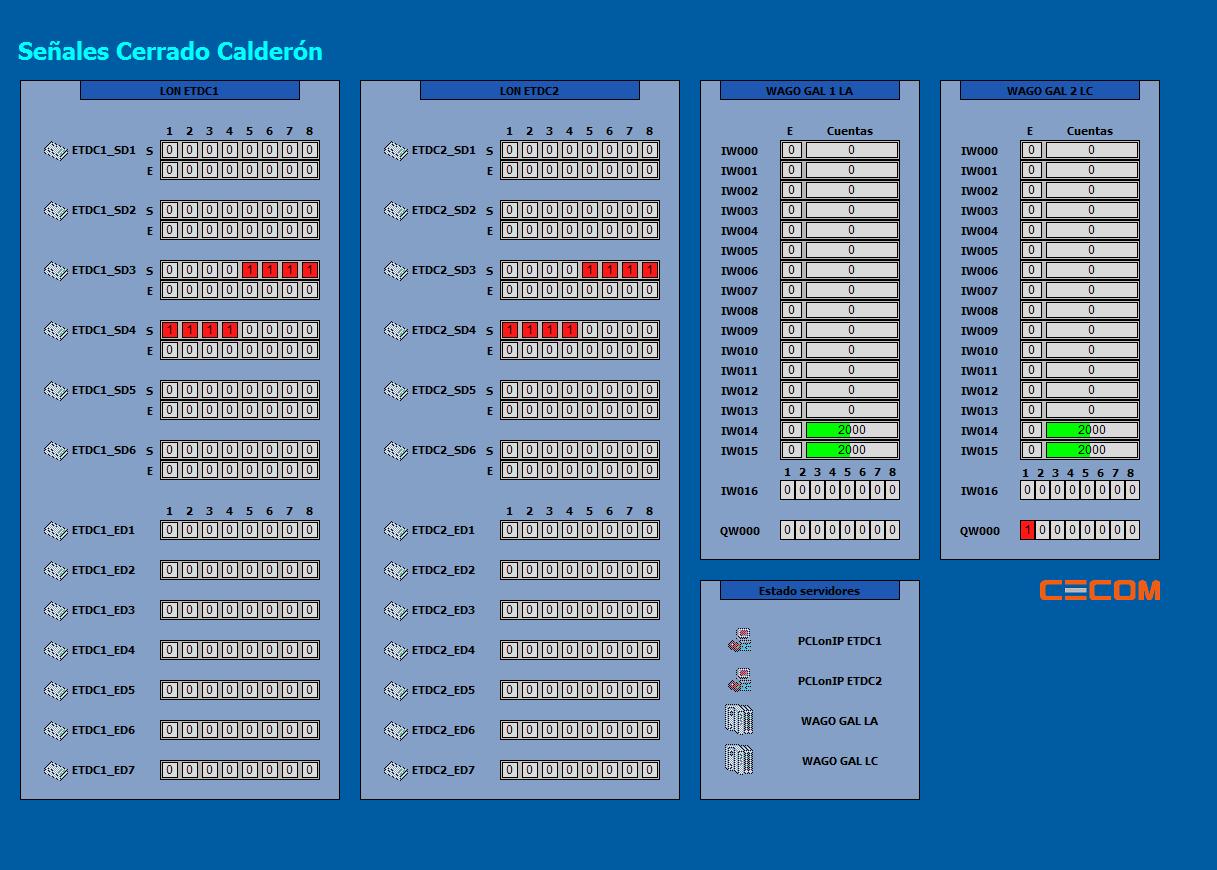 Señales Cerrado Calderón
LON ETDC1
1 2 3 4 5 6 7 8
ETDC1_SD1 S 0 0 0 0 0 0 0 0
E 0 0 0 0 0 0 0 0
ETDC1_SD2 S 0 0 0 0 0 0 0 0
E 0 0 0 0 0 0 0 0
ETDC1_SD3 S 0 0 0 0 1 1 1 1
E 0 0 0 0 0 0 0 0
ETDC1_SD4 S 1 1 1 1 0 0 0 0
E 0 0 0 0 0 0 0 0
ETDC1_SD5 S 0 0 0 0 0 0 0 0
E 0 0 0 0 0 0 0 0
ETDC1_SD6 S 0 0 0 0 0 0 0 0
E 0 0 0 0 0 0 0 0
1 2 3 4 5 6 7 8
ETDC1_ED1 0 0 0 0 0 0 0 0
ETDC1_ED2 0 0 0 0 0 0 0 0
ETDC1_ED3 0 0 0 0 0 0 0 0
ETDC1_ED4 0 0 0 0 0 0 0 0
ETDC1_ED5 0 0 0 0 0 0 0 0
ETDC1_ED6 0 0 0 0 0 0 0 0
ETDC1_ED7 0 0 0 0 0 0 0 0
LON ETDC2
1 2 3 4 5 6 7 8
ETDC2_SD1 S 0 0 0 0 0 0 0 0
E 0 0 0 0 0 0 0 0
ETDC2_SD2 S 0 0 0 0 0 0 0 0
E 0 0 0 0 0 0 0 0
ETDC2_SD3 S 0 0 0 0 1 1 1 1
E 0 0 0 0 0 0 0 0
ETDC2_SD4 S 1 1 1 1 0 0 0 0
E 0 0 0 0 0 0 0 0
ETDC2_SD5 S 0 0 0 0 0 0 0 0
E 0 0 0 0 0 0 0 0
ETDC2_SD6 S 0 0 0 0 0 0 0 0
E 0 0 0 0 0 0 0 0
1 2 3 4 5 6 7 8
ETDC2_ED1 0 0 0 0 0 0 0 0
ETDC2_ED2 0 0 0 0 0 0 0 0
ETDC2_ED3 0 0 0 0 0 0 0 0
ETDC2_ED4 0 0 0 0 0 0 0 0
ETDC2_ED5 0 0 0 0 0 0 0 0
ETDC2_ED6 0 0 0 0 0 0 0 0
ETDC2_ED7 0 0 0 0 0 0 0 0
WAGO GAL 1 LA
E Cuentas
IW000 0 0
IW001 0 0
IW002 0 0
IW003 0 0
IW004 0 0
IW005 0 0
IW006 0 0
IW007 0 0
IW008 0 0
IW009 0 0
IW010 0 0
IW011 0 0
IW012 0 0
IW013 0 0
IW014 0 2000
IW015 0 2000
1 2 3 4 5 6 7 8
IW016 0 0 0 0 0 0 0 0
QW000 0 0 0 0 0 0 0 0
WAGO GAL 2 LC
E Cuentas
IW000 0 0
IW001 0 0
IW002 0 0
IW003 0 0
IW004 0 0
IW005 0 0
IW006 0 0
IW007 0 0
IW008 0 0
IW009 0 0
IW010 0 0
IW011 0 0
IW012 0 0
IW013 0 0
IW014 0 2000
IW015 0 2000
1 2 3 4 5 6 7 8
IW016 0 0 0 0 0 0 0 0
QW000 1 0 0 0 0 0 0 0
Estado servidores
PCLonIP ETDC1
PCLonIP ETDC2
WAGO GAL LA
WAGO GAL LC
CECOM